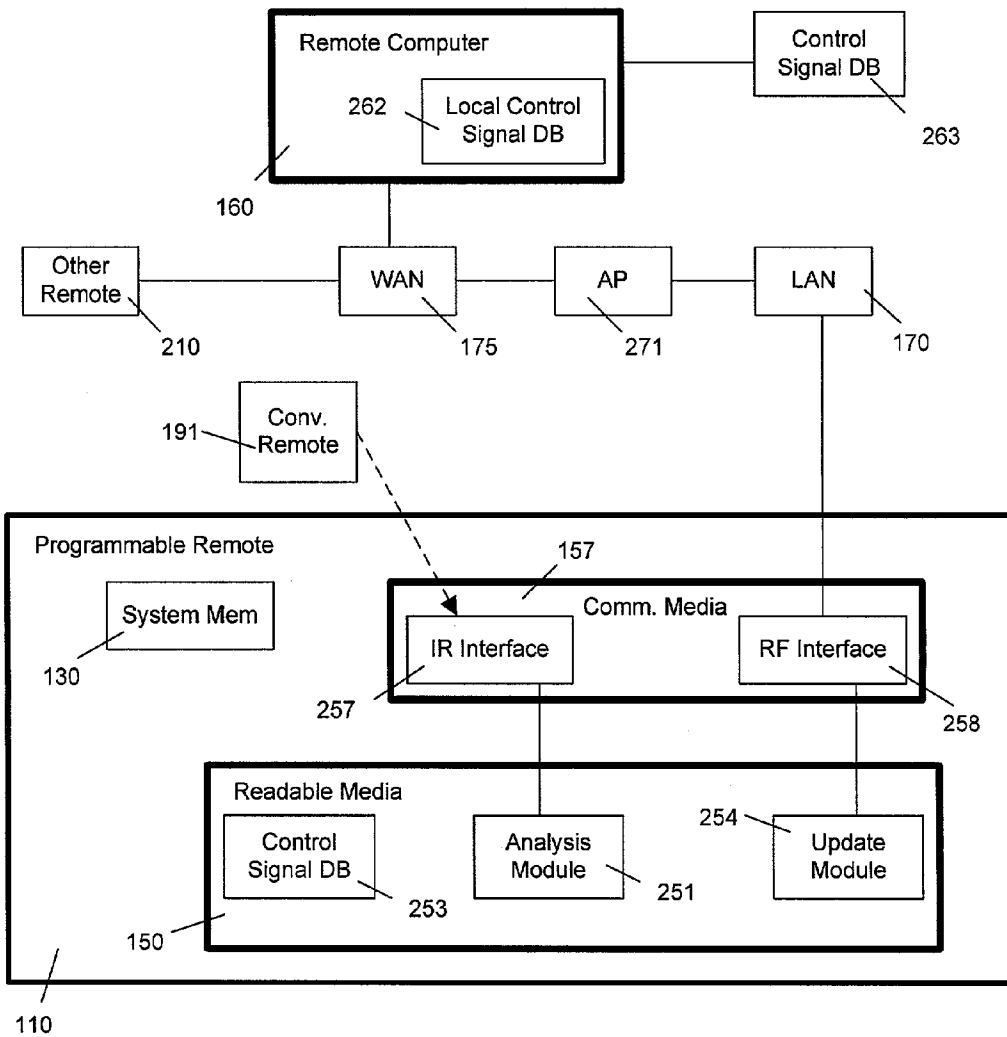 Remote Computer
Control
Signal DB
262
Local Control
Signal DB
263
160
Other
Remote
WAN
AP
LAN
210
175
271
170
Conv.
Remote
191
Programmable Remote
157
System Mem
Comm. Media
IR Interface
RF Interface
130
257
258
Readable Media
254
Control
Signal DB
Analysis
Module
Update
Module
253
251
150
110